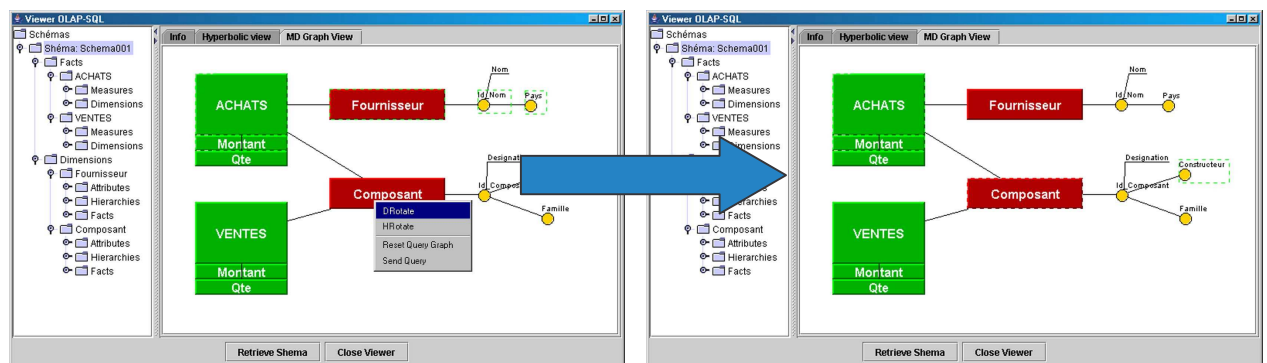 Viewer OLAP-SQL
Schémas
Shéma: Schema001
Facts
ACHATS
Measures
Dimensions
VENTES
Measures
Dimensions
Dimensions
Fournisseur
Attributes
Hierarchies
Facts
Composant
Attributes
Hierarchies
Facts
Info Hyperbolic view MD Graph View
ACHATS
Montant
Qte
Fournisseur
Nom
Id_Nom
Pays
Composant
Designation
Id_Compos
Famille
VENTES
Montant
Qte
DRotate
HRotate
Reset Query Graph
Send Query
Retrieve Shema Close Viewer
Viewer OLAP-SQL
Schémas
Shéma: Schema001
Facts
ACHATS
Measures
Dimensions
VENTES
Measures
Dimensions
Hierarchies
Facts
Composant
Attributes
Hierarchies
Facts
Info Hyperbolic view MD Graph View
ACHATS
Montant
Qte
Fournisseur
Nom
Id_Nom
Pays
Composant
Designation
Constructeur
Id_Composant
Famille
VENTES
Montant
Qte
Retrieve Shema Close Viewer